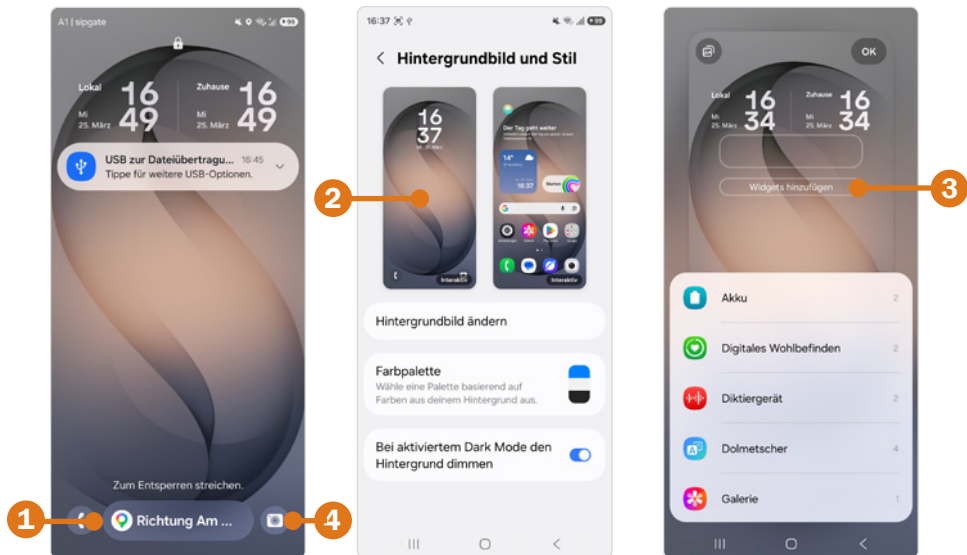 A1 | sipgate
99
Lokal
16
49
Mi
25. März
Zuhause
16
49
Mi
25. März
USB zur Dateiübertragu... 16:45
Tippe für weitere USB-Optionen.
Zum Entsperren streichen.
Richtung Am ...
1
4
16:37
99
Hintergrundbild und Stil
16
37
Interaktiv
2
Der Tag geht weiter
14°
16:37
Interaktiv
Hintergrundbild ändern
Farbpalette
Wähle eine Palette basierend auf
Farben aus deinem Hintergrund aus.
Bei aktiviertem Dark Mode den
Hintergrund dimmen
OK
Lokal
16
34
Mi
25. März
Zuhause
16
34
Mi
25. März
Widgets hinzufügen
3
Akku 2
Digitales Wohlbefinden 2
Diktiergerät 2
Dolmetscher 4
Galerie 1